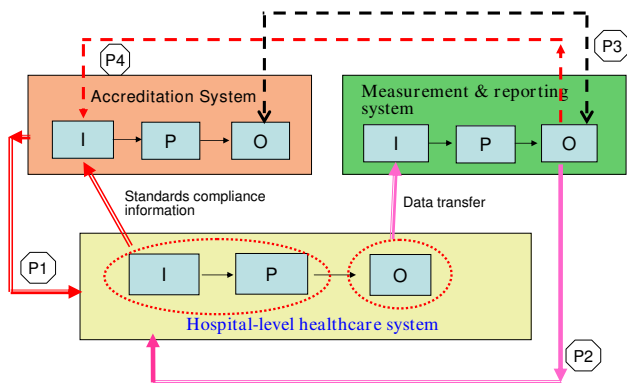 P4
P3
Accreditation System
Measurement & reporting
system
I
P
O
I
P
O
Standards compliance
information
Data transfer
P1
I
P
O
Hospital-level healthcare system
P2